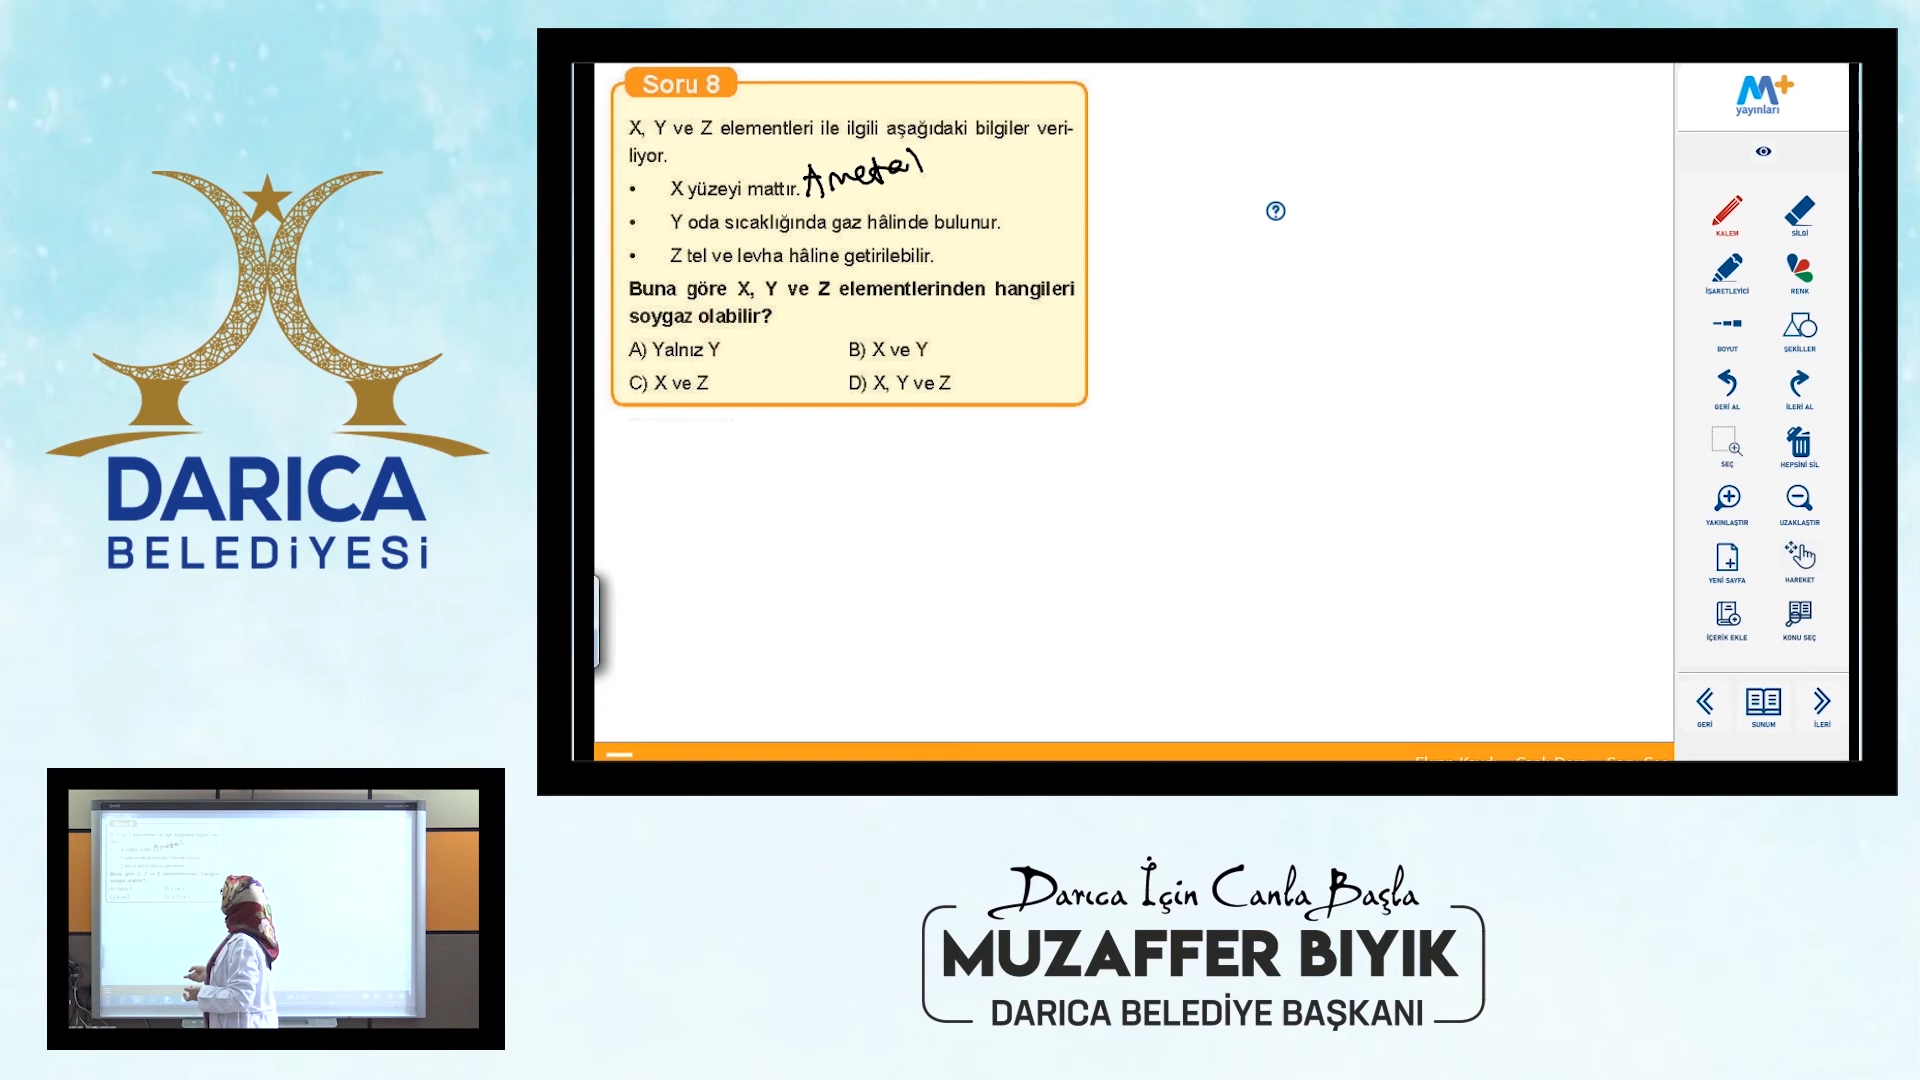 Soru 8
X, Y ve Z elementleri ile ilgili aşağıdaki bilgiler veri-
liyor.
• X yüzeyi mattır. Ametal
• Y oda sıcaklığında gaz hâlinde bulunur.
• Z tel ve levha hâline getirilebilir.
Buna göre X, Y ve Z elementlerinden hangileri
soygaz olabilir?
A) Yalnız Y B) X ve Y
C) X ve Z D) X, Y ve Z
M+
yayınları
KALEM SİLGİ
İŞARETLEYİCİ RENK
BOYUT ŞEKİLLER
GERİ AL İLERİ AL
SEÇ HEPSİNİ SİL
YAKINLAŞTIR UZAKLAŞTIR
YENİ SAYFA HAREKET
İÇERİK EKLE KONU SEÇ
GERİ SUNUM İLERİ
DARICA
BELEDİYESİ
Darıca İçin Canla Başla
MUZAFFER BIYIK
DARICA BELEDİYE BAŞKANI